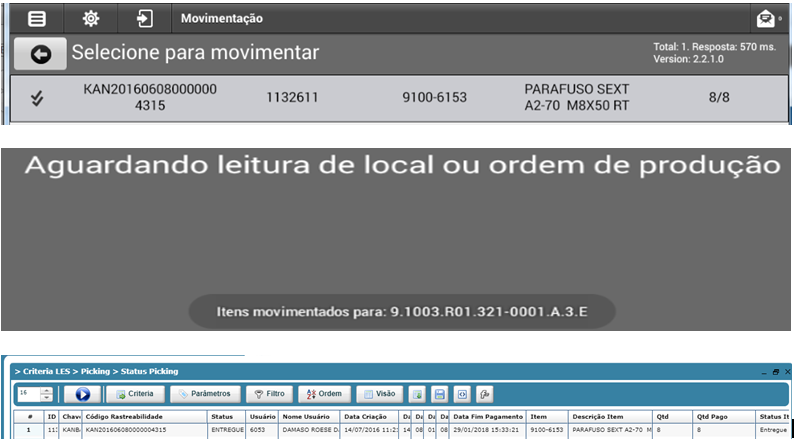 Movimentação
Selecione para movimentar
Total: 1. Resposta: 570 ms.
Version: 2.2.1.0
KAN20160608000000
4315
1132611
9100-6153
PARAFUSO SEXT
A2-70 M8X50 RT
8/8
Aguardando leitura de local ou ordem de produção
Itens movimentados para: 9.1003.R01.321-0001.A.3.E
> Criteria LES > Picking > Status Picking
16 Criteria Parâmetros Filtro Ordem Visão
# ID Chav Código Rastreabilidade Status Usuário Nome Usuário Data Criação Da Da Da Da Data Fim Pagamento Item Descrição Item Qtd Qtd Pago Status It
1 11: KANB KAN201606080000004315 ENTREGUE 6053 DAMASO ROESE D. 14/07/2016 11:2: 14 08 01 08 29/01/2018 15:33:21 9100-6153 PARAFUSO SEXT A2-70 M 8 8 Entregue